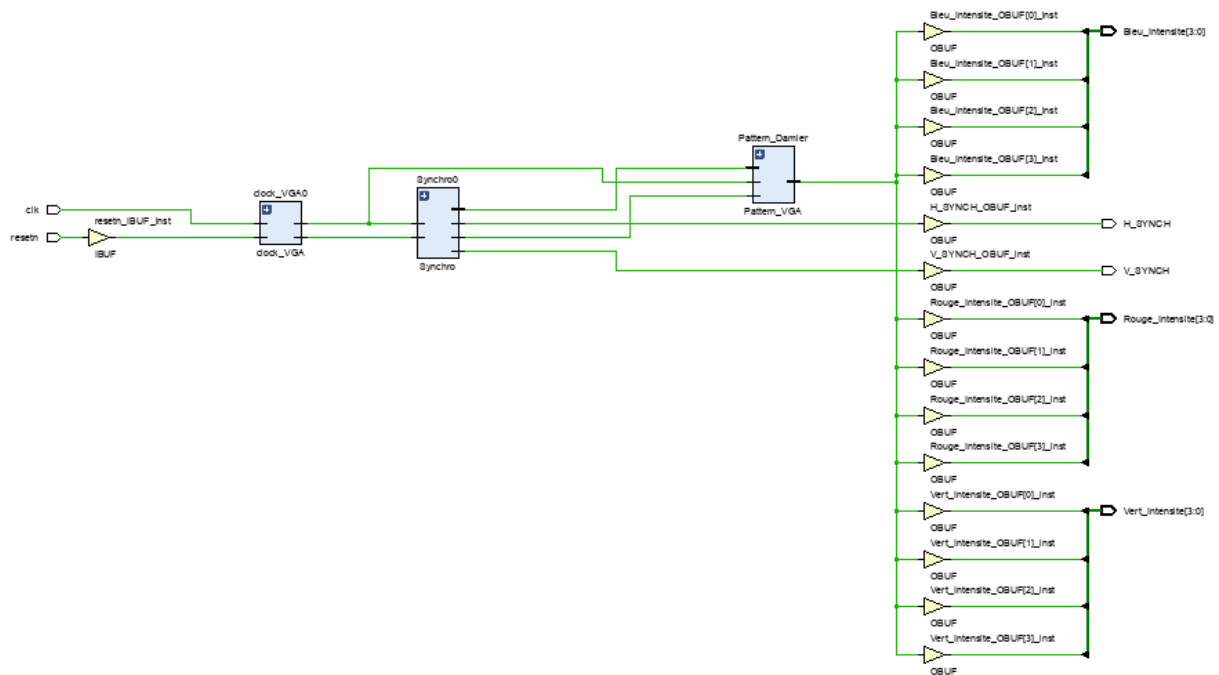 Bleu_Intensite_OBUF[0]_inst
OBUF
Bleu_Intensite[3:0]
Bleu_Intensite_OBUF[1]_inst
OBUF
Bleu_Intensite_OBUF[2]_inst
OBUF
Bleu_Intensite_OBUF[3]_inst
OBUF
Pattern_Damier
Pattern_VGA
clock_VGA0
clock_VGA
Synchro0
Synchro
clk
resetn
resetn_IBUF_inst
IBUF
H_SYNCH_OBUF_inst
OBUF
H_SYNCH
V_SYNCH_OBUF_inst
OBUF
V_SYNCH
Rouge_Intensite_OBUF[0]_inst
OBUF
Rouge_Intensite[3:0]
Rouge_Intensite_OBUF[1]_inst
OBUF
Rouge_Intensite_OBUF[2]_inst
OBUF
Rouge_Intensite_OBUF[3]_inst
OBUF
Vert_Intensite_OBUF[0]_inst
OBUF
Vert_Intensite[3:0]
Vert_Intensite_OBUF[1]_inst
OBUF
Vert_Intensite_OBUF[2]_inst
OBUF
Vert_Intensite_OBUF[3]_inst
OBUF